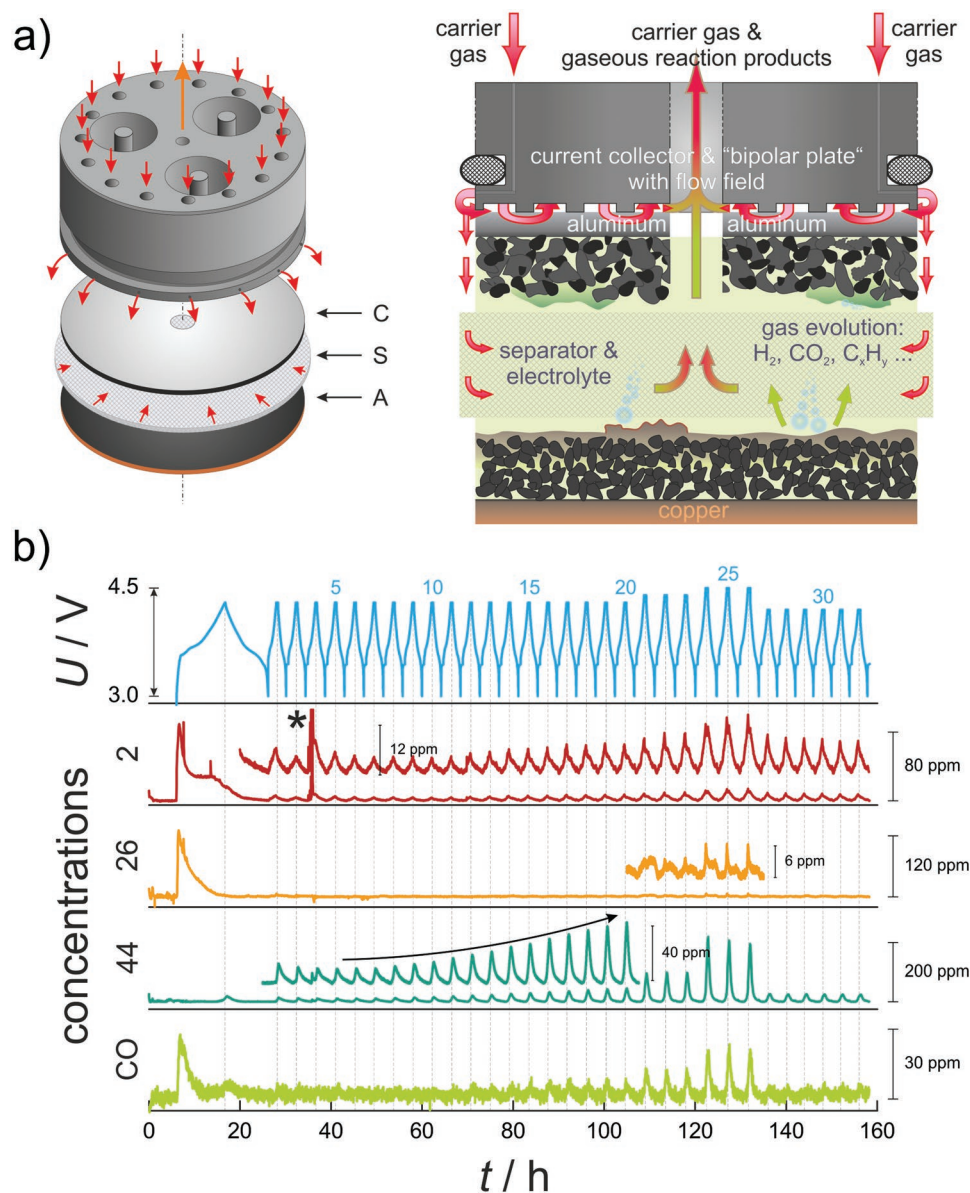 a)
carrier
gas
carrier gas &
gaseous reaction products
carrier
gas
current collector & "bipolar plate“
with flow field
aluminum
aluminum
C
S
A
separator &
electrolyte
gas evolution:
H₂, CO₂, CₓHᵧ ...
copper
b)
U / V
4.5
3.0
5
10
15
20
25
30
concentrations
2
*
12 ppm
80 ppm
26
6 ppm
120 ppm
44
40 ppm
200 ppm
CO
30 ppm
0 20 40 60 80 100 120 140 160
t / h